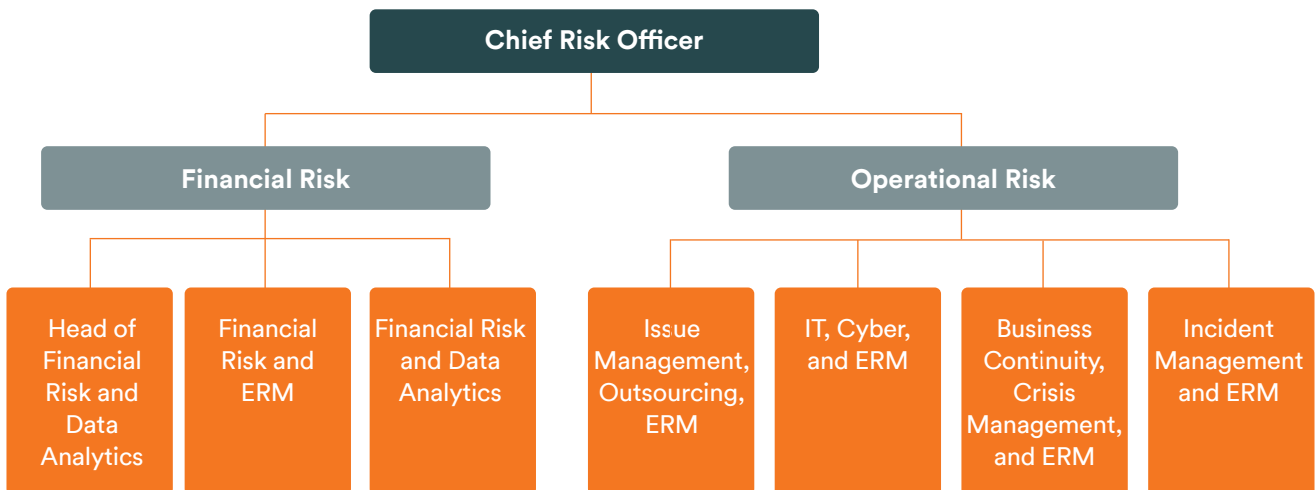 Chief Risk Officer
Financial Risk
Operational Risk
Head of
Financial
Risk and
Data
Analytics
Financial
Risk and
ERM
Financial Risk
and Data
Analytics
Issue
Management,
Outsourcing,
ERM
IT, Cyber,
and ERM
Business
Continuity,
Crisis
Management,
and ERM
Incident
Management
and ERM